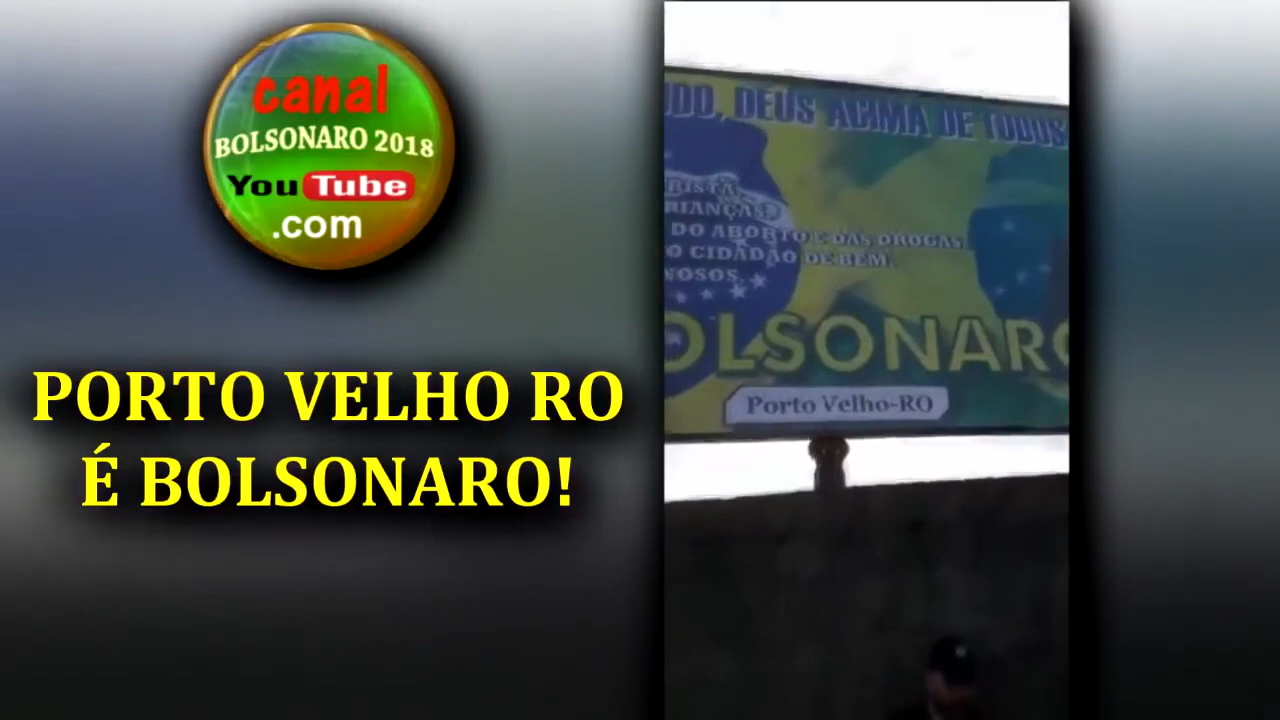 canal
BOLSONARO 2018
YouTube
.com
PORTO VELHO RO
É BOLSONARO!
DEUS ACIMA DE TODOS
DO ABORTO E DAS DROGAS,
CIDADÃO DE BEM.
OLSONARO
Porto Velho-RO